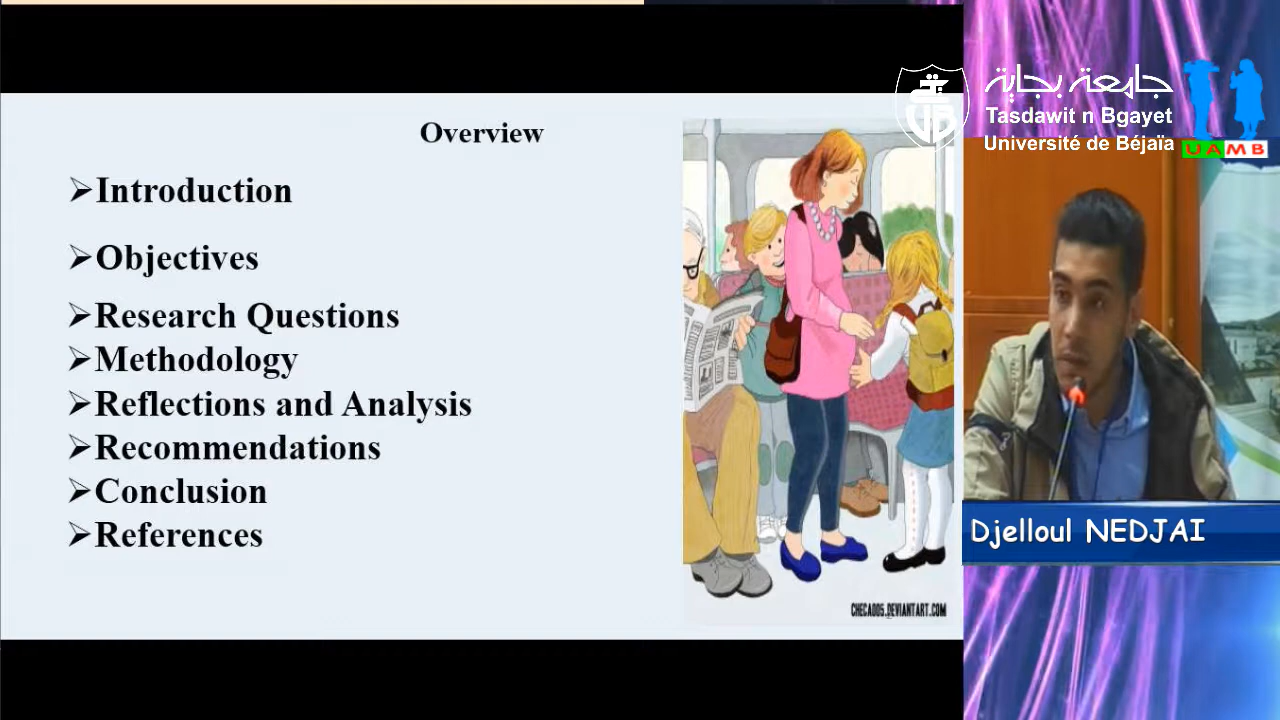 Overview
➢Introduction
➢Objectives
➢Research Questions
➢Methodology
➢Reflections and Analysis
➢Recommendations
➢Conclusion
➢References
CHECA005.DEVIANTART.COM
جامعة بجاية
Tasdawit n Bgayet
Université de Béjaïa
UAMB
Djelloul NEDJAI